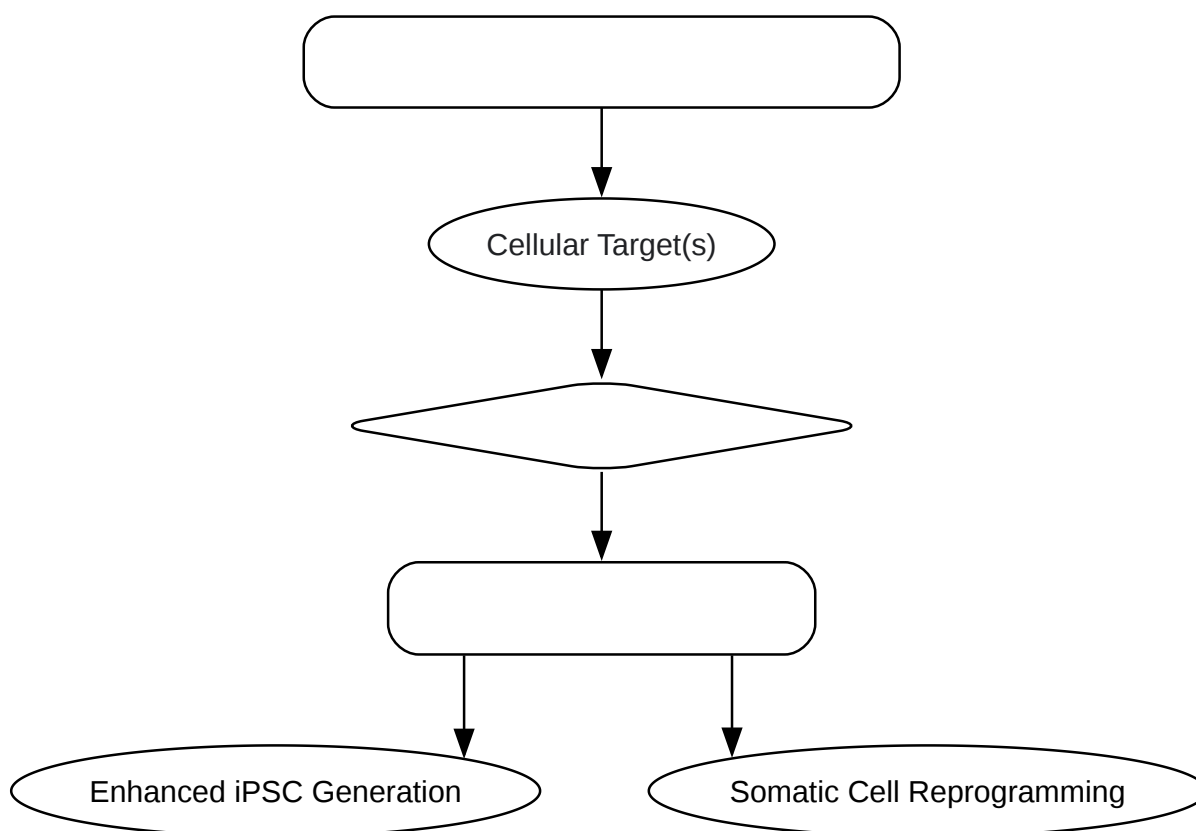 Cellular Target(s)
Enhanced iPSC Generation
Somatic Cell Reprogramming